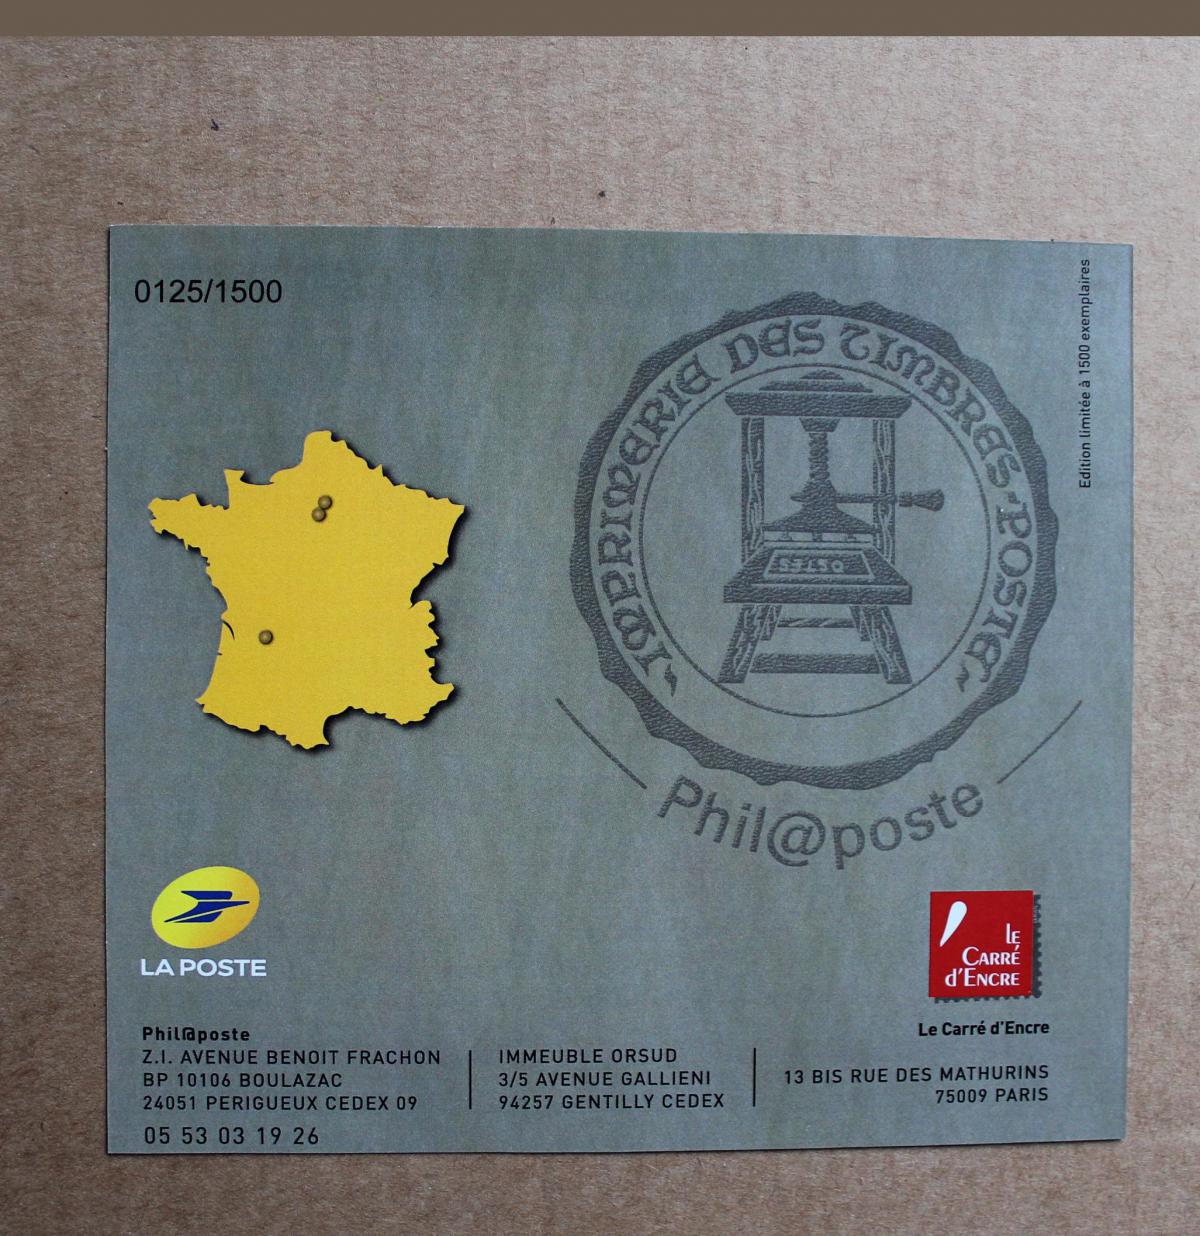 0125/1500
Edition limitée à 1500 exemplaires
IMPRIMERIE DES TIMBRES-POSTE
Phil@poste
LA POSTE
LE
CARRÉ
d'ENCRE
Le Carré d'Encre
Phil@poste
Z.I. AVENUE BENOIT FRACHON
BP 10106 BOULAZAC
24051 PERIGUEUX CEDEX 09
05 53 03 19 26
IMMEUBLE ORSUD
3/5 AVENUE GALLIENI
94257 GENTILLY CEDEX
13 BIS RUE DES MATHURINS
75009 PARIS